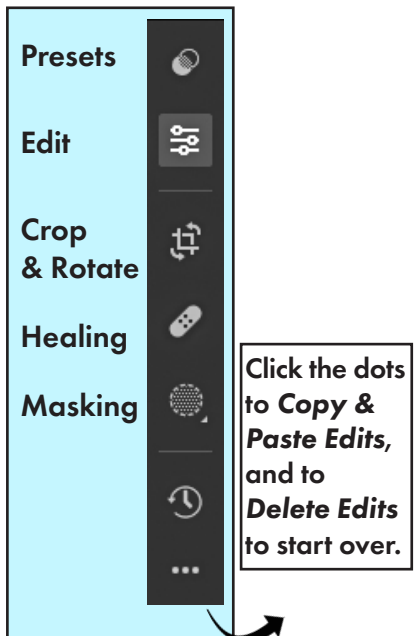 Presets
Edit
Crop
& Rotate
Healing
Masking
Click the dots
to Copy &
Paste Edits,
and to
Delete Edits
to start over.